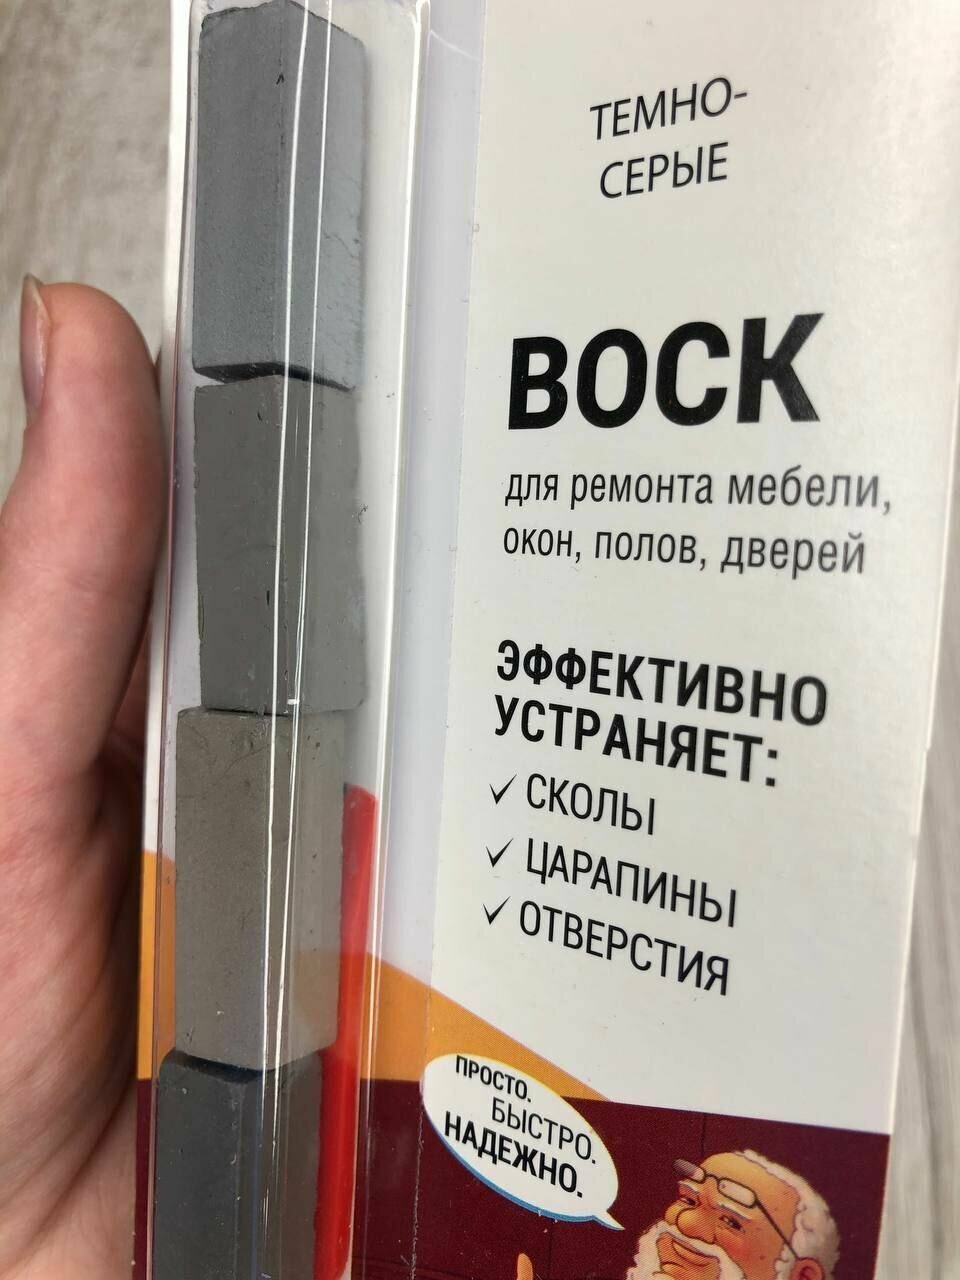 ТЕМНО-
СЕРЫЕ
ВОСК
для ремонта мебели,
окон, полов, дверей
ЭФФЕКТИВНО
УСТРАНЯЕТ:
✓ СКОЛЫ
✓ ЦАРАПИНЫ
✓ ОТВЕРСТИЯ
ПРОСТО.
БЫСТРО.
НАДЕЖНО.